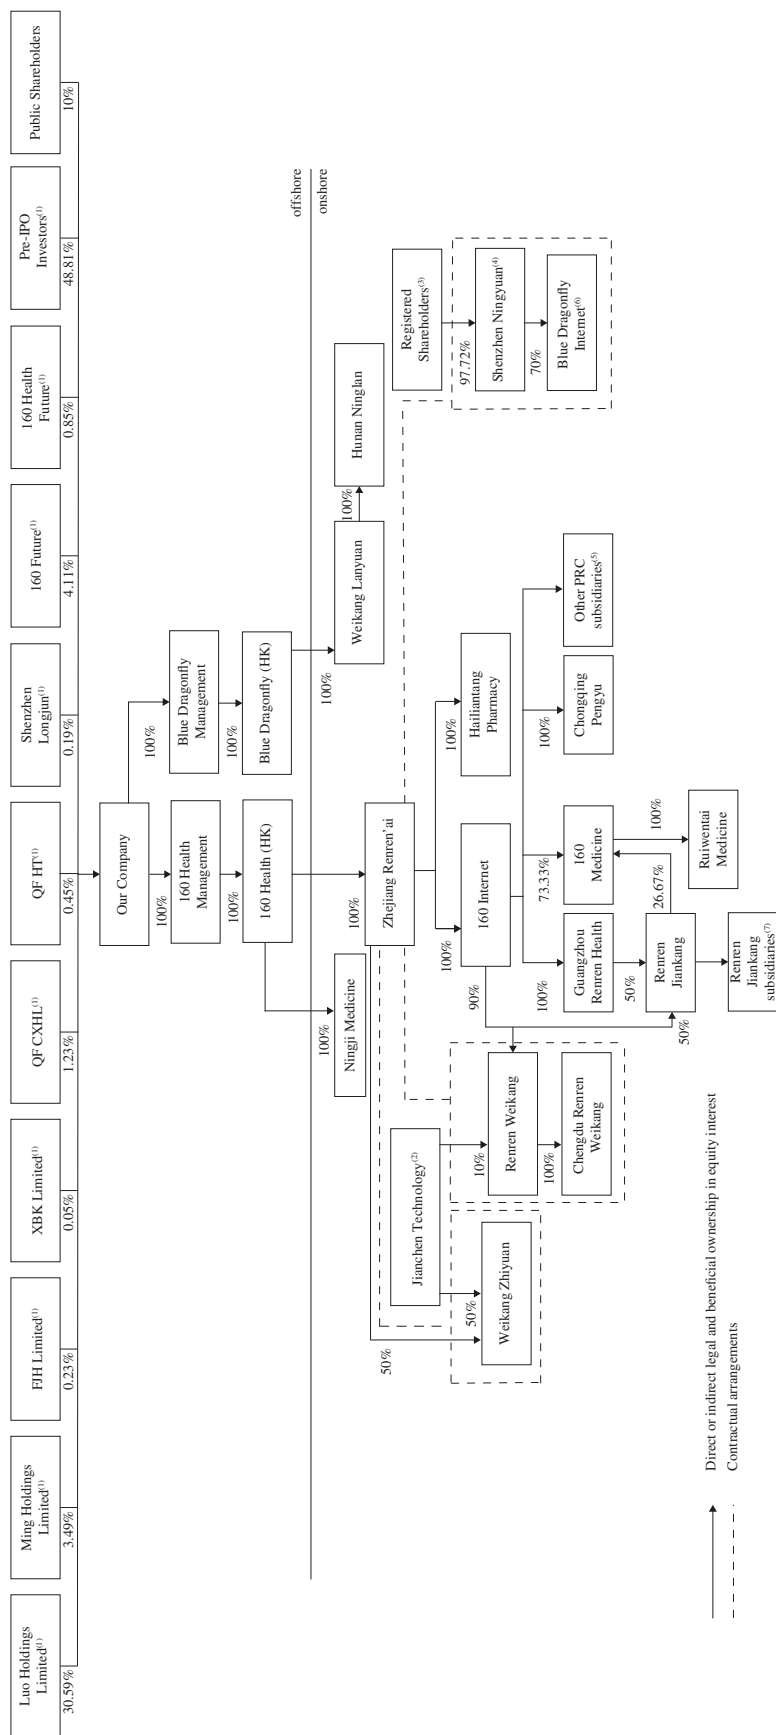 Luo Holdings
Limited(1)
Ming Holdings
Limited(1)
FJH Limited(1)
XBK Limited(1)
QF CXHL(1)
QF HT(1)
Shenzhen
Longjun(1)
160 Future(1)
160 Health
Future(1)
Pre-IPO
Investors(1)
Public Shareholders
30.59%
3.49%
0.23%
0.05%
1.23%
0.45%
0.19%
4.11%
0.85%
48.81%
10%
Our Company
100%
100%
160 Health
Management
Blue Dragonfly
Management
100%
100%
160 Health (HK)
Blue Dragonfly (HK)
offshore
onshore
100%
100%
100%
Ningji Medicine
Zhejiang Renren'ai
Weikang Lanyuan
100%
Hunan Ninglan
Registered
Shareholders(3)
50%
Jianchen Technology(2)
100%
100%
97.72%
50%
10%
90%
Weikang Zhiyuan
Renren Weikang
160 Internet
Hailiantang
Pharmacy
Shenzhen Ningyuan(4)
100%
100%
73.33%
100%
70%
Chengdu Renren
Weikang
Guangzhou
Renren Health
160
Medicine
Chongqing
Pengyu
Other PRC
subsidiaries(5)
Blue Dragonfly
Internet(6)
50%
50%
26.67%
100%
Renren
Jiankang
Ruiwentai
Medicine
Renren
Jiankang
subsidiaries(7)
Direct or indirect legal and beneficial ownership in equity interest
Contractual arrangements